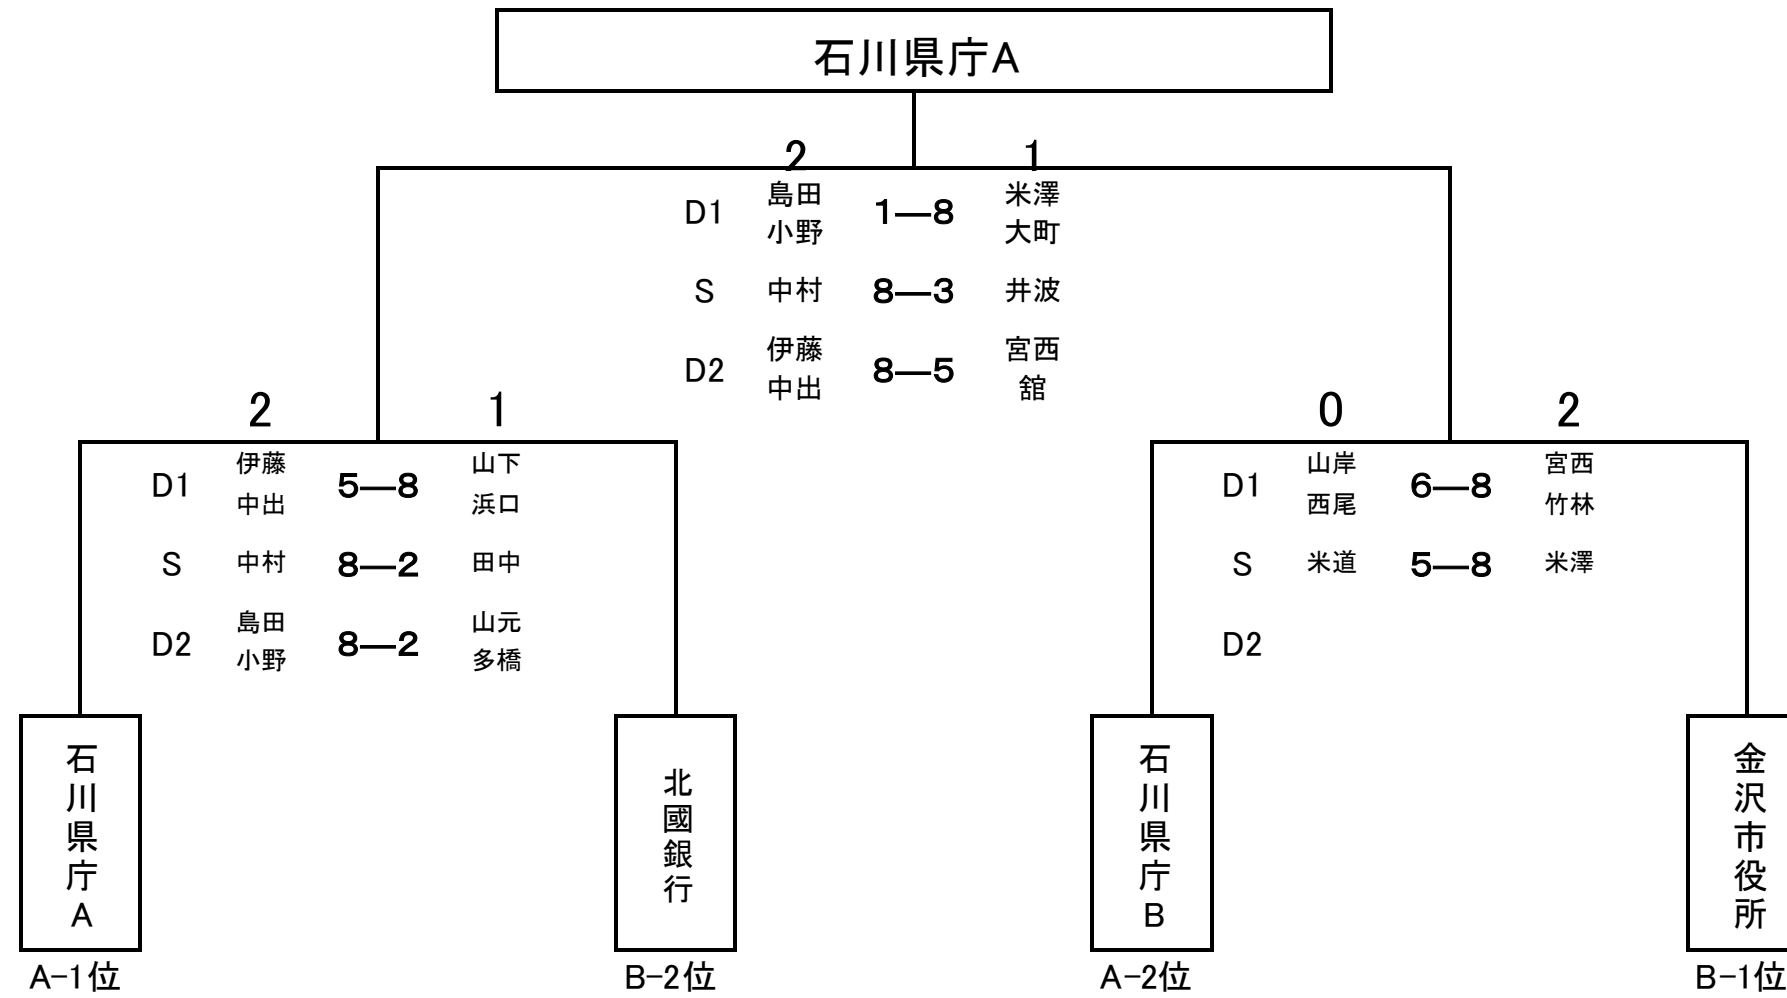 石川県庁A
2 1
D1 島田 小野 1―8 米澤 大町
S 中村 8―3 井波
D2 伊藤 中出 8―5 宮西 舘
2 1
D1 伊藤 中出 5―8 山下 浜口
S 中村 8―2 田中
D2 島田 小野 8―2 山元 多橋
0 2
D1 山岸 西尾 6―8 宮西 竹林
S 米道 5―8 米澤
D2
石川県庁A
北國銀行
石川県庁B
金沢市役所
A-1位
B-2位
A-2位
B-1位